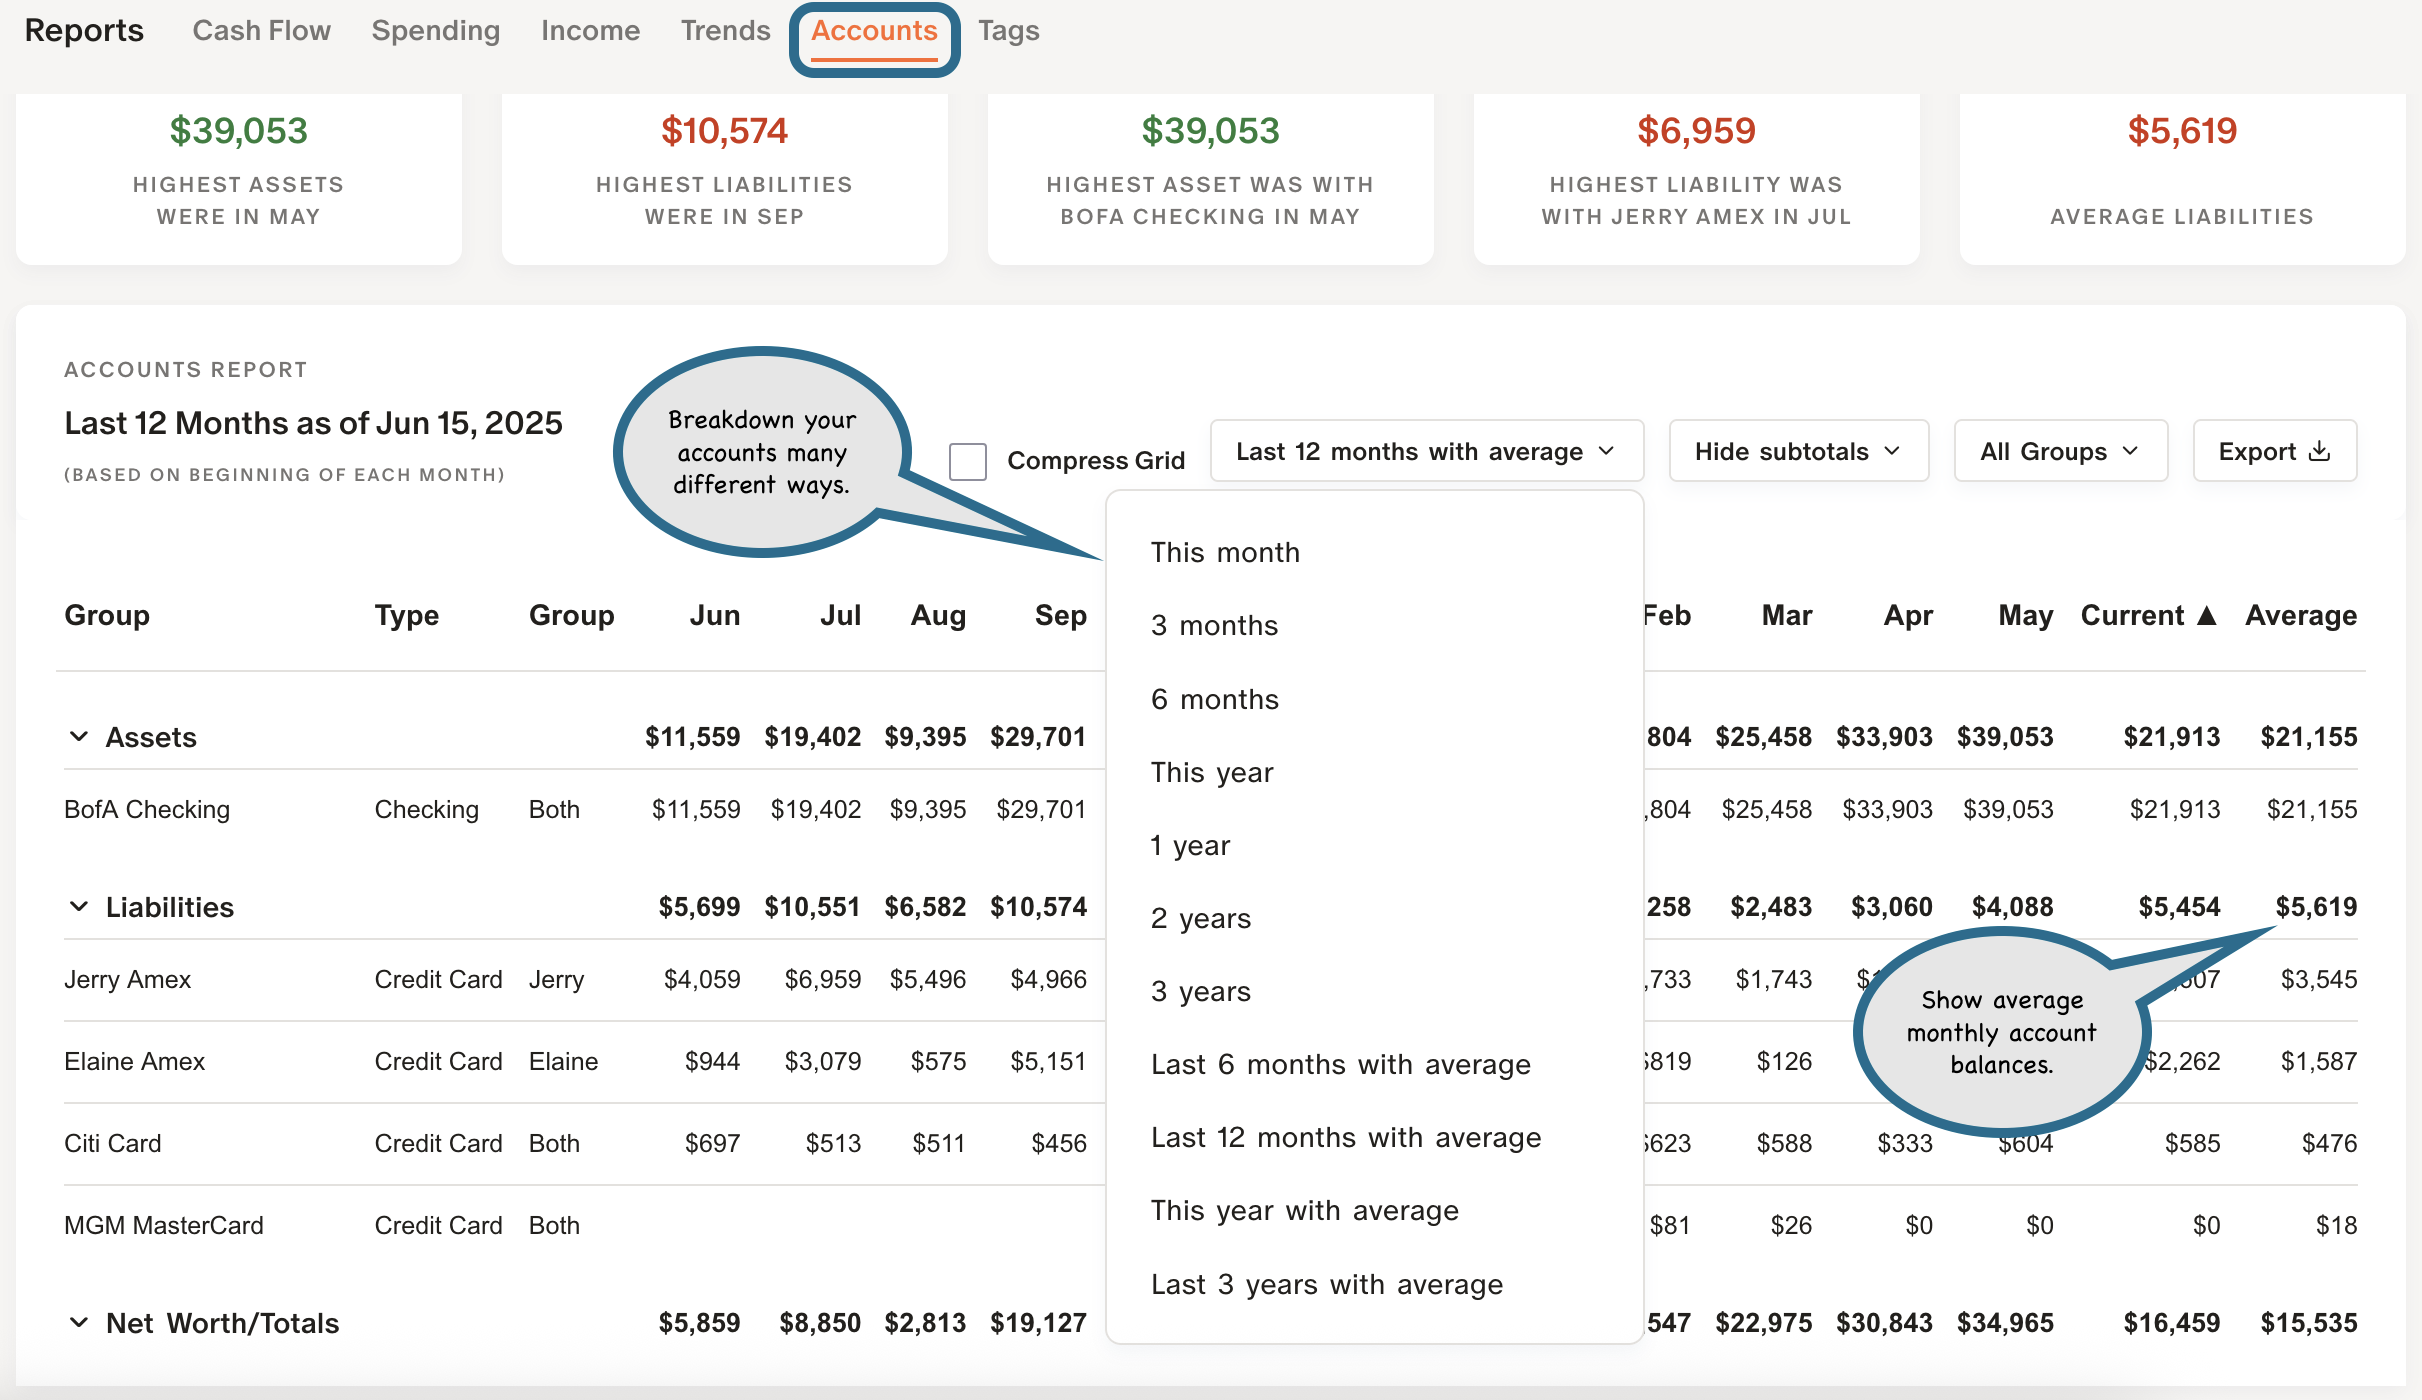 Reports Cash Flow Spending Income Trends Accounts Tags
$39,053
HIGHEST ASSETS
WERE IN MAY
$10,574
HIGHEST LIABILITIES
WERE IN SEP
$39,053
HIGHEST ASSET WAS WITH
BOFA CHECKING IN MAY
$6,959
HIGHEST LIABILITY WAS
WITH JERRY AMEX IN JUL
$5,619
AVERAGE LIABILITIES
ACCOUNTS REPORT
Last 12 Months as of Jun 15, 2025
(BASED ON BEGINNING OF EACH MONTH)
Breakdown your
accounts many
different ways.
Compress Grid Last 12 months with average Hide subtotals All Groups Export
This month
3 months
6 months
This year
1 year
2 years
3 years
Last 6 months with average
Last 12 months with average
This year with average
Last 3 years with average
Group Type Group Jun Jul Aug Sep Feb Mar Apr May Current ▲ Average
Assets $11,559 $19,402 $9,395 $29,701 804 $25,458 $33,903 $39,053 $21,913 $21,155
BofA Checking Checking Both $11,559 $19,402 $9,395 $29,701 ,804 $25,458 $33,903 $39,053 $21,913 $21,155
Liabilities $5,699 $10,551 $6,582 $10,574 258 $2,483 $3,060 $4,088 $5,454 $5,619
Jerry Amex Credit Card Jerry $4,059 $6,959 $5,496 $4,966 ,733 $1,743 $3,545
Elaine Amex Credit Card Elaine $944 $3,079 $575 $5,151 $819 $126 $2,262 $1,587
Citi Card Credit Card Both $697 $513 $511 $456 $623 $588 $333 $604 $585 $476
MGM MasterCard Credit Card Both $81 $26 $0 $0 $0 $18
Net Worth/Totals $5,859 $8,850 $2,813 $19,127 547 $22,975 $30,843 $34,965 $16,459 $15,535
Show average
monthly account
balances.